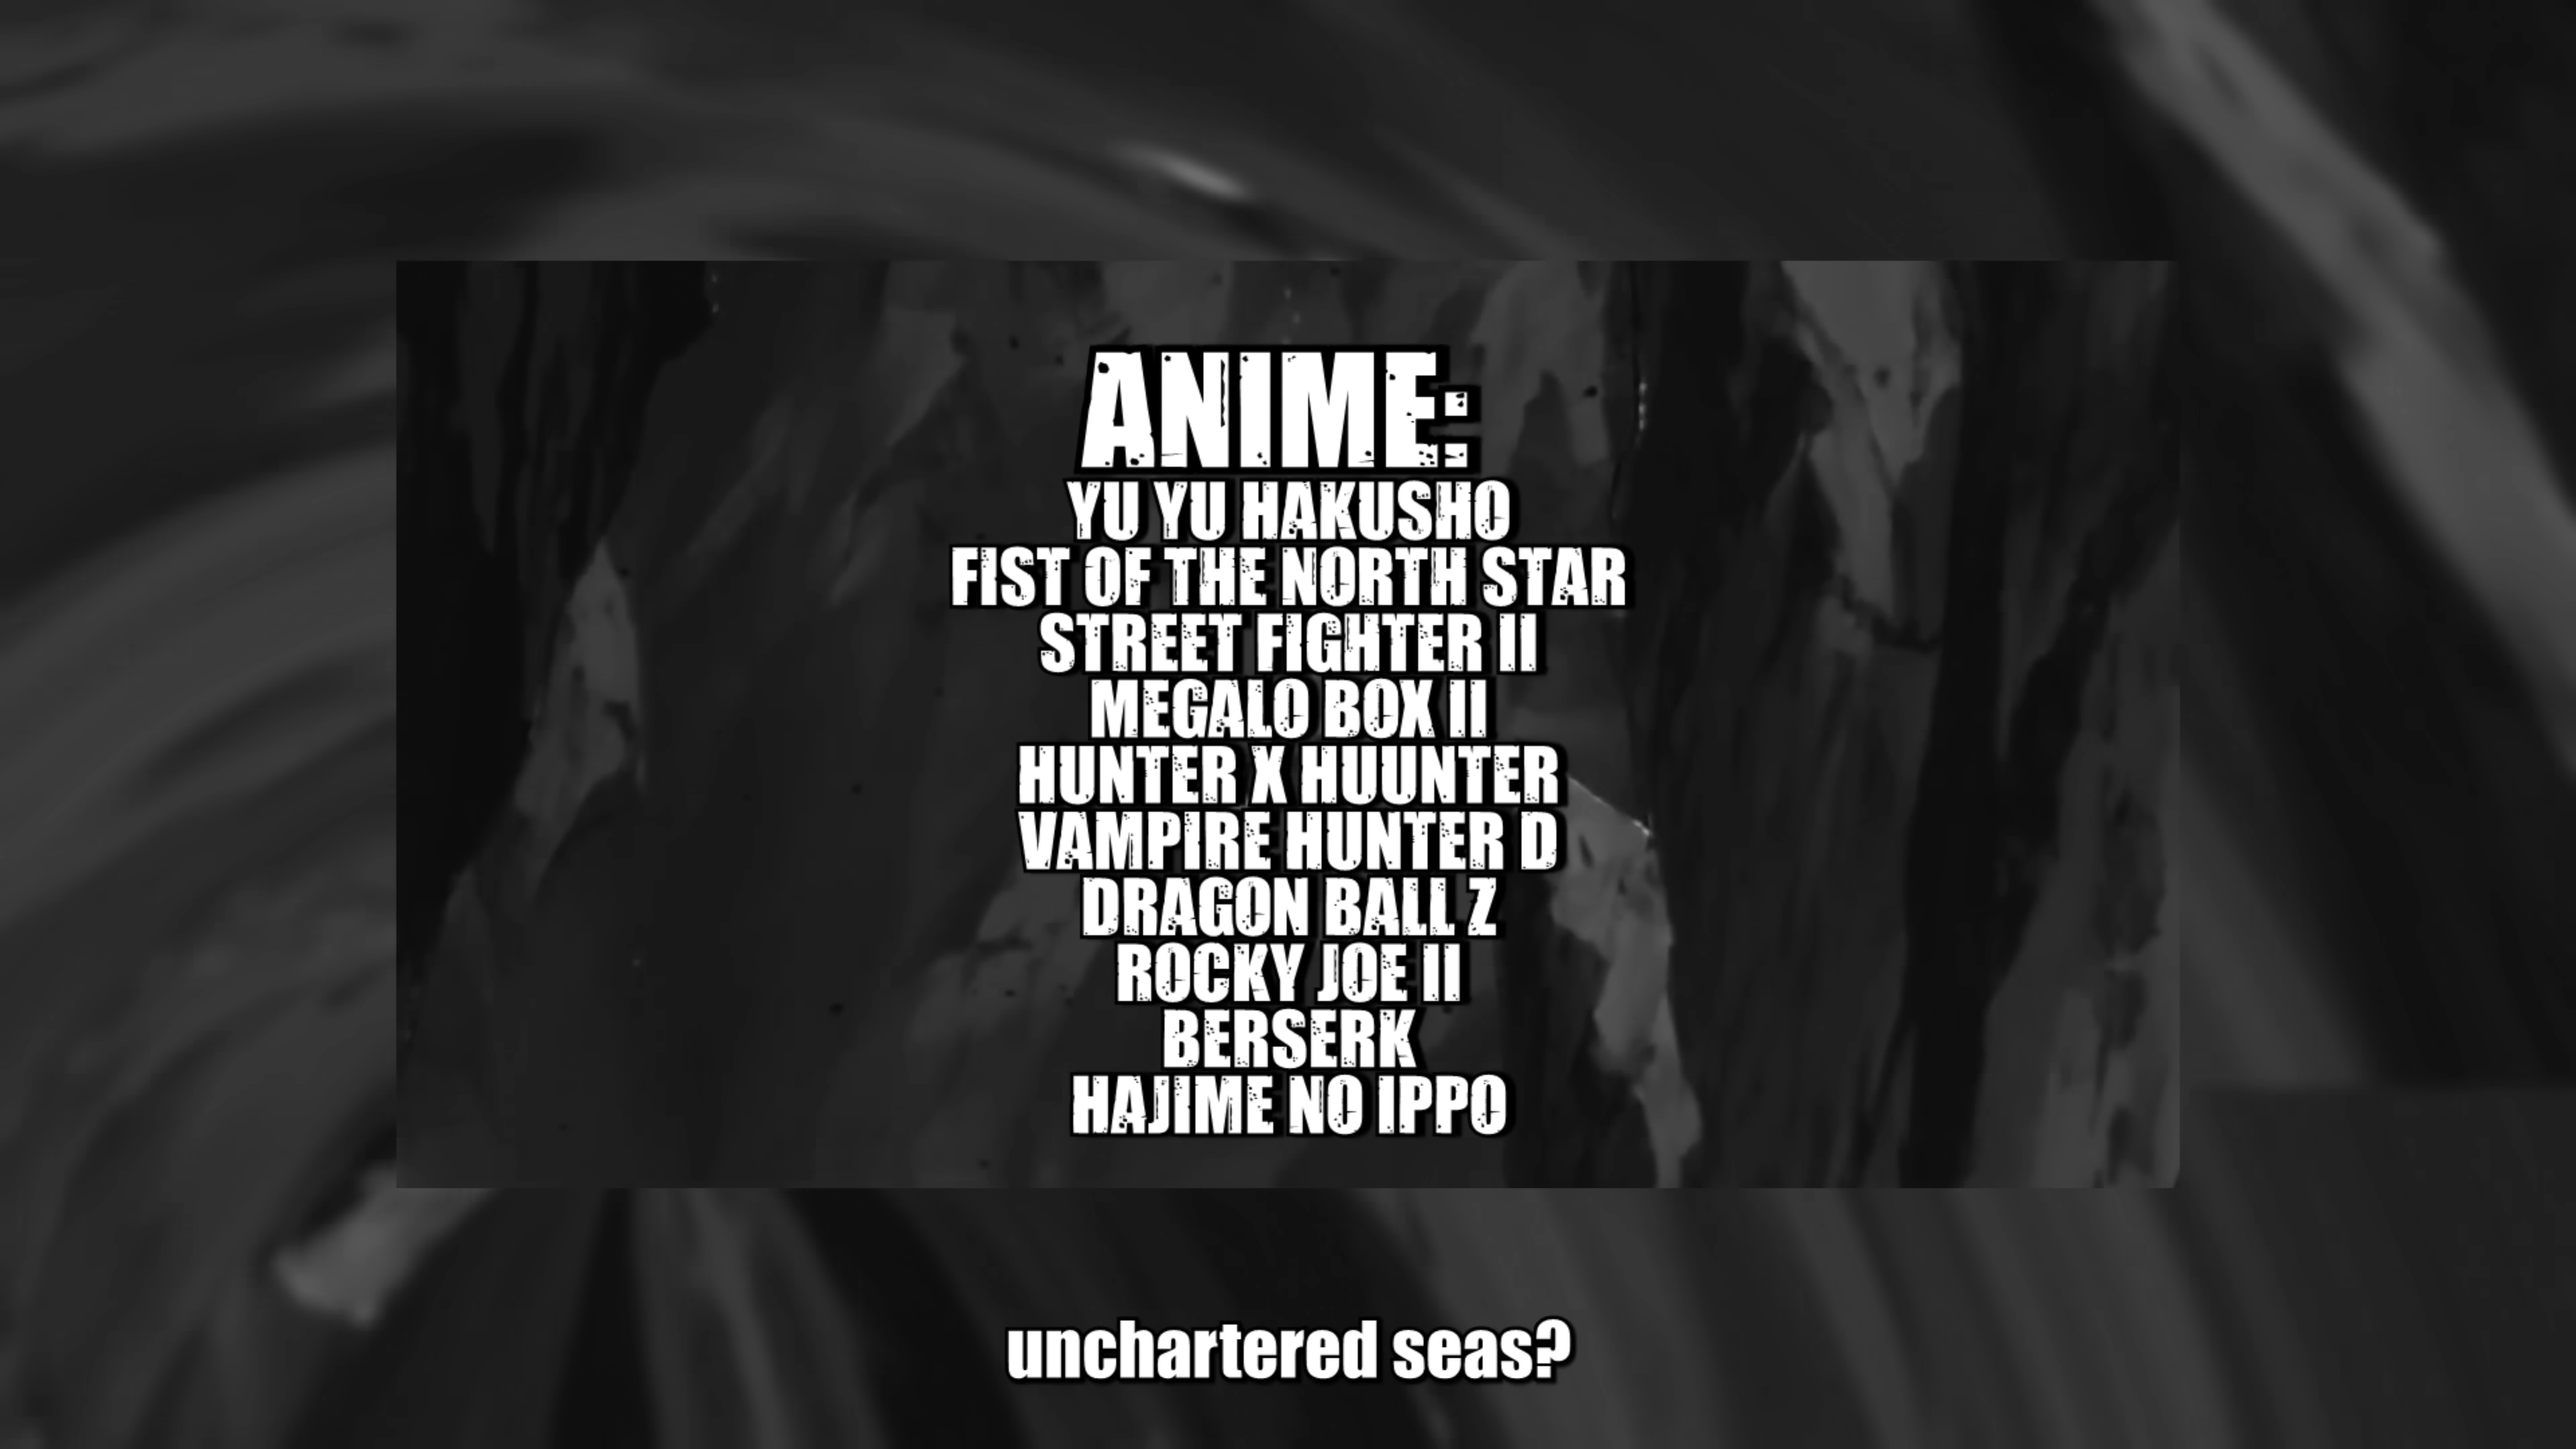 ANIME:
YU YU HAKUSHO
FIST OF THE NORTH STAR
STREET FIGHTER II
MEGALO BOX II
HUNTER X HUUNTER
VAMPIRE HUNTER D
DRAGON BALL Z
ROCKY JOE II
BERSERK
HAJIME NO IPPO
unchartered seas?